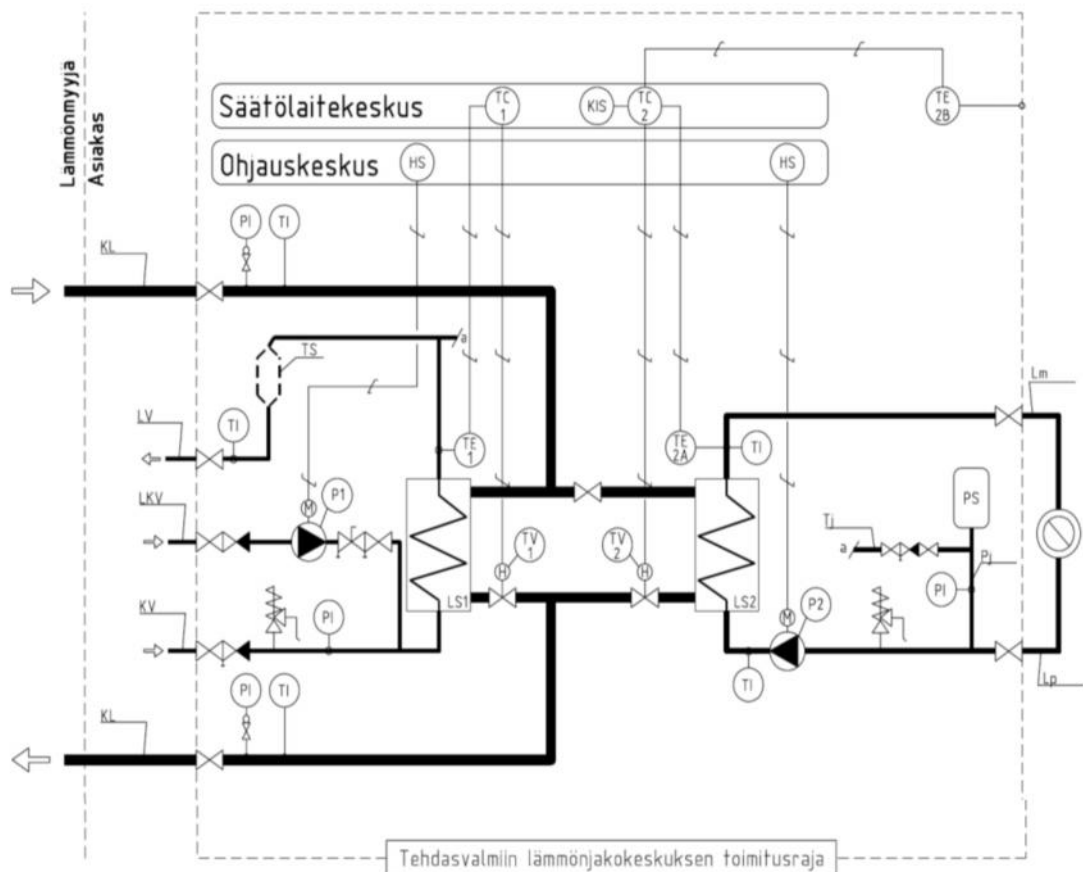 Lämmönmyyjä
Asiakas
Säätölaitekeskus
TC
1
KIS
TC
2
TE
2B
Ohjauskeskus
HS
HS
PI
TI
KL
a
TS
Lm
LV
TI
TE
1
TE
2A
TI
LKV
P1
M
PS
Tj
a
Pj
TV
1
TV
2
H
H
PI
LS1
LS2
M
P2
KV
PI
TI
Lp
PI
TI
KL
Tehdasvalmiin lämmönjakokeskuksen toimitusraja